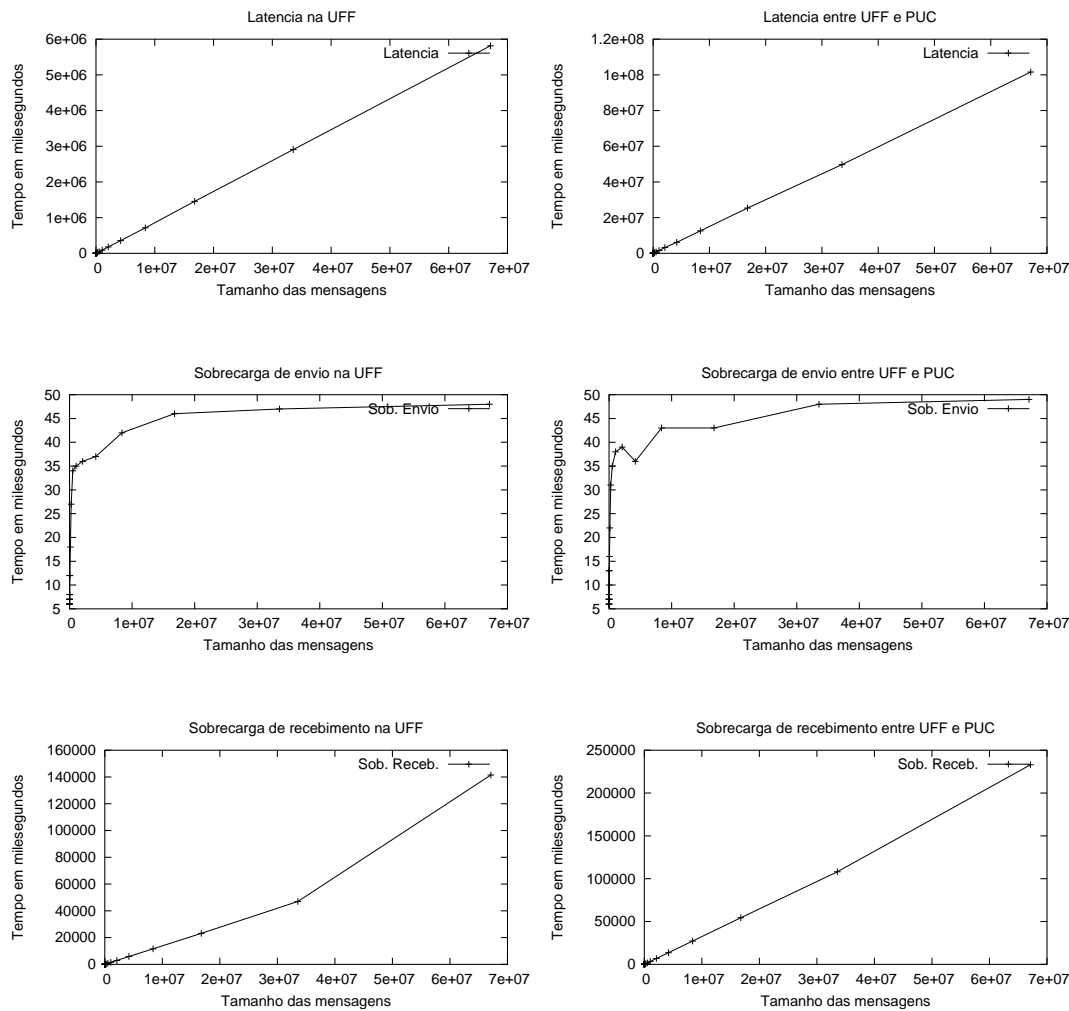 Latencia na UFF
Tempo em milesegundos
6e+06
5e+06
4e+06
3e+06
2e+06
1e+06
0
Latencia
0 1e+07 2e+07 3e+07 4e+07 5e+07 6e+07 7e+07
Tamanho das mensagens
Latencia entre UFF e PUC
Tempo em milesegundos
1.2e+08
1e+08
8e+07
6e+07
4e+07
2e+07
0
Latencia
0 1e+07 2e+07 3e+07 4e+07 5e+07 6e+07 7e+07
Tamanho das mensagens
Sobrecarga de envio na UFF
Tempo em milesegundos
50
45
40
35
30
25
20
15
10
5
Sob. Envio
0 1e+07 2e+07 3e+07 4e+07 5e+07 6e+07 7e+07
Tamanho das mensagens
Sobrecarga de envio entre UFF e PUC
Tempo em milesegundos
50
45
40
35
30
25
20
15
10
5
Sob. Envio
0 1e+07 2e+07 3e+07 4e+07 5e+07 6e+07 7e+07
Tamanho das mensagens
Sobrecarga de recebimento na UFF
Tempo em milesegundos
160000
140000
120000
100000
80000
60000
40000
20000
0
Sob. Receb.
0 1e+07 2e+07 3e+07 4e+07 5e+07 6e+07 7e+07
Tamanho das mensagens
Sobrecarga de recebimento entre UFF e PUC
Tempo em milesegundos
250000
200000
150000
100000
50000
0
Sob. Receb.
0 1e+07 2e+07 3e+07 4e+07 5e+07 6e+07 7e+07
Tamanho das mensagens